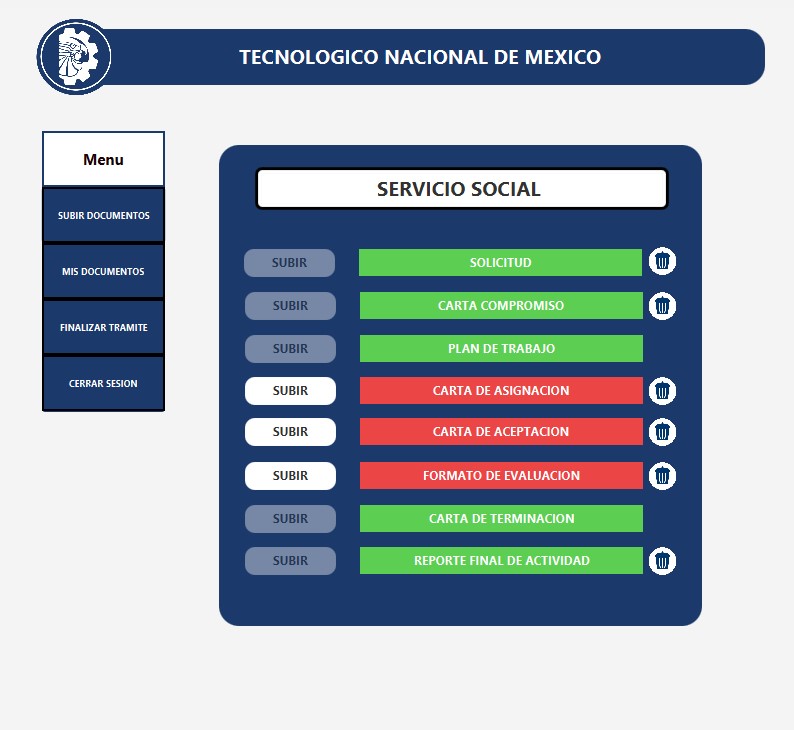 TECNOLOGICO NACIONAL DE MEXICO
Menu
SUBIR DOCUMENTOS
MIS DOCUMENTOS
FINALIZAR TRAMITE
CERRAR SESION
SERVICIO SOCIAL
SUBIR SOLICITUD
SUBIR CARTA COMPROMISO
SUBIR PLAN DE TRABAJO
SUBIR CARTA DE ASIGNACION
SUBIR CARTA DE ACEPTACION
SUBIR FORMATO DE EVALUACION
SUBIR CARTA DE TERMINACION
SUBIR REPORTE FINAL DE ACTIVIDAD